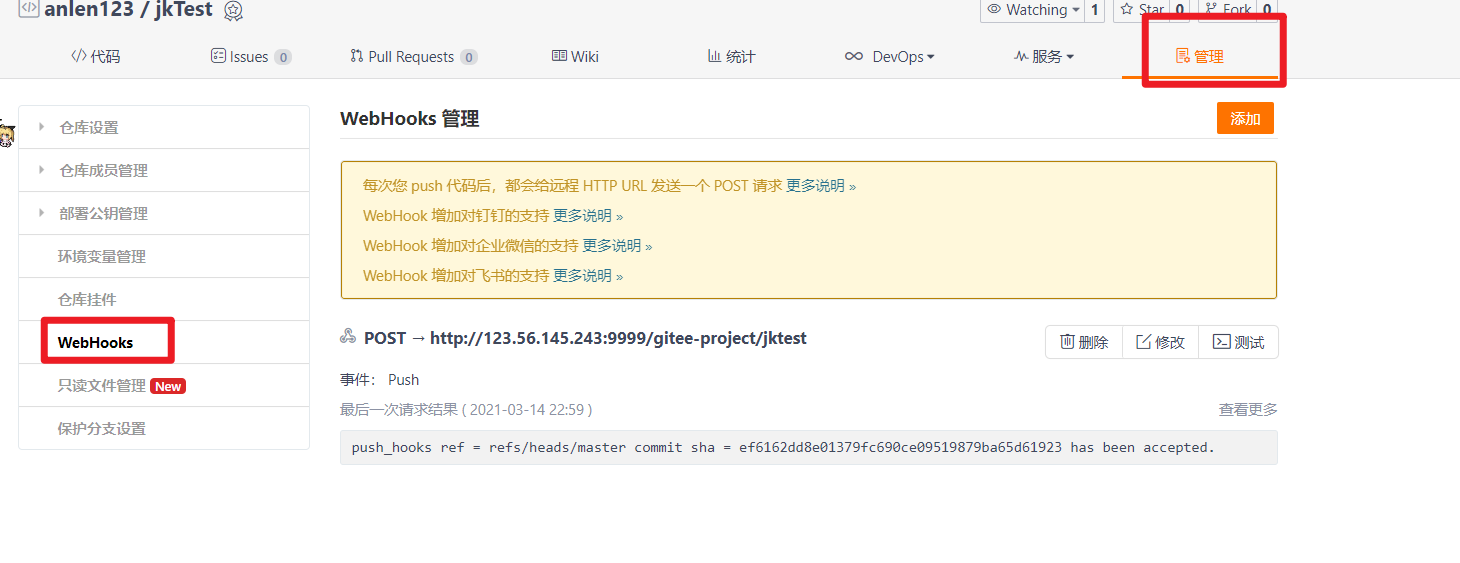 anlen123 / jkTest
Watching 1 Star 0 Fork 0
代码 Issues 0 Pull Requests 0 Wiki 统计 DevOps 服务 管理
仓库设置
仓库成员管理
部署公钥管理
环境变量管理
仓库挂件
WebHooks
只读文件管理 New
保护分支设置
WebHooks 管理 添加
每次您 push 代码后，都会给远程 HTTP URL 发送一个 POST 请求 更多说明 »
WebHook 增加对钉钉的支持 更多说明 »
WebHook 增加对企业微信的支持 更多说明 »
WebHook 增加对飞书的支持 更多说明 »
POST → http://123.56.145.243:9999/gitee-project/jktest 删除 修改 测试
事件： Push
最后一次请求结果 ( 2021-03-14 22:59 ) 查看更多
push_hooks ref = refs/heads/master commit sha = ef6162dd8e01379fc690ce09519879ba65d61923 has been accepted.